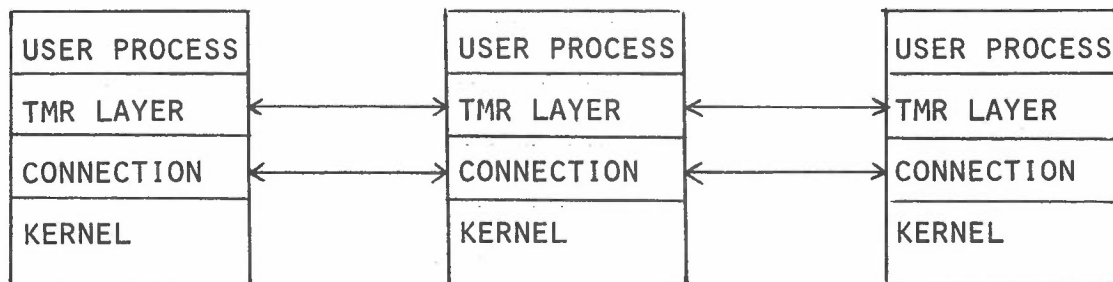 USER PROCESS
TMR LAYER
CONNECTION
KERNEL
USER PROCESS
TMR LAYER
CONNECTION
KERNEL
USER PROCESS
TMR LAYER
CONNECTION
KERNEL